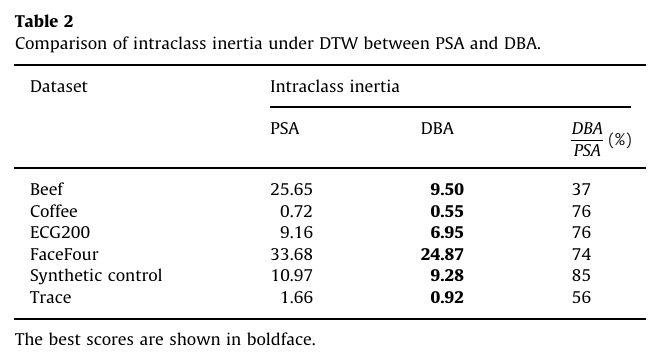 Table 2
Comparison of intraclass inertia under DTW between PSA and DBA.
Dataset Intraclass inertia
PSA DBA DBA/PSA (%)
Beef 25.65 9.50 37
Coffee 0.72 0.55 76
ECG200 9.16 6.95 76
FaceFour 33.68 24.87 74
Synthetic control 10.97 9.28 85
Trace 1.66 0.92 56
The best scores are shown in boldface.